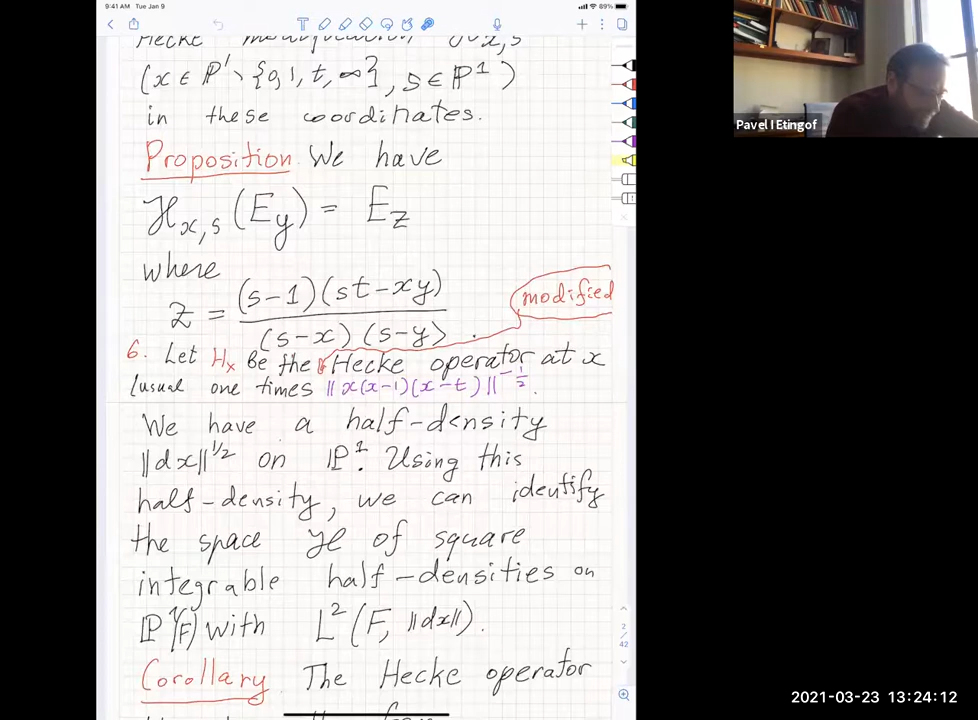 9:41 AM Tue Jan 9
89%
Hecke
(x ∈ ℙ¹ \ {0, 1, t, ∞}, s ∈ ℙ¹)
in these coordinates.
Proposition We have
ℋ_{x,s} (E_y) = E_z
where
z = (s-1)(st-xy) / (s-x)(s-y).
modified
6. Let H_x Be the Hecke operator at x
(usual one times ||x(x-1)(x-t)||^{-1/2}.
We have a half-density
||dx||^{1/2} on ℙ¹. Using this
half-density, we can identify
the space ℋ of square
integrable half-densities on
ℙ¹(F) with L²(F, ||dx||).
Corollary. The Hecke operator
2/42
Pavel I Etingof
2021-03-23 13:24:12